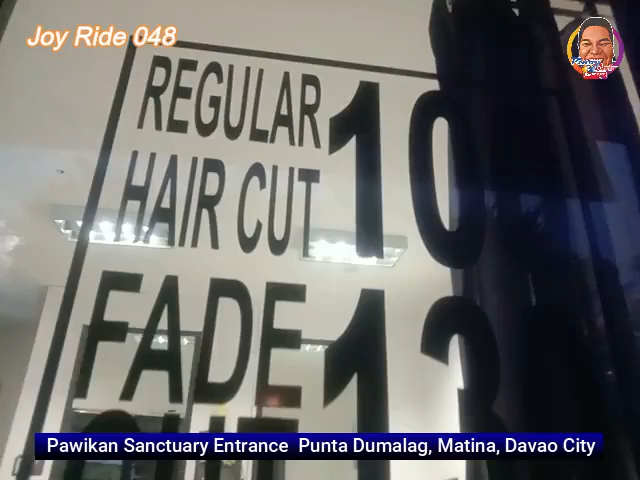 Joy Ride 048
REGULAR
HAIR CUT
10
FADE
13
Pawikan Sanctuary Entrance Punta Dumalag, Matina, Davao City